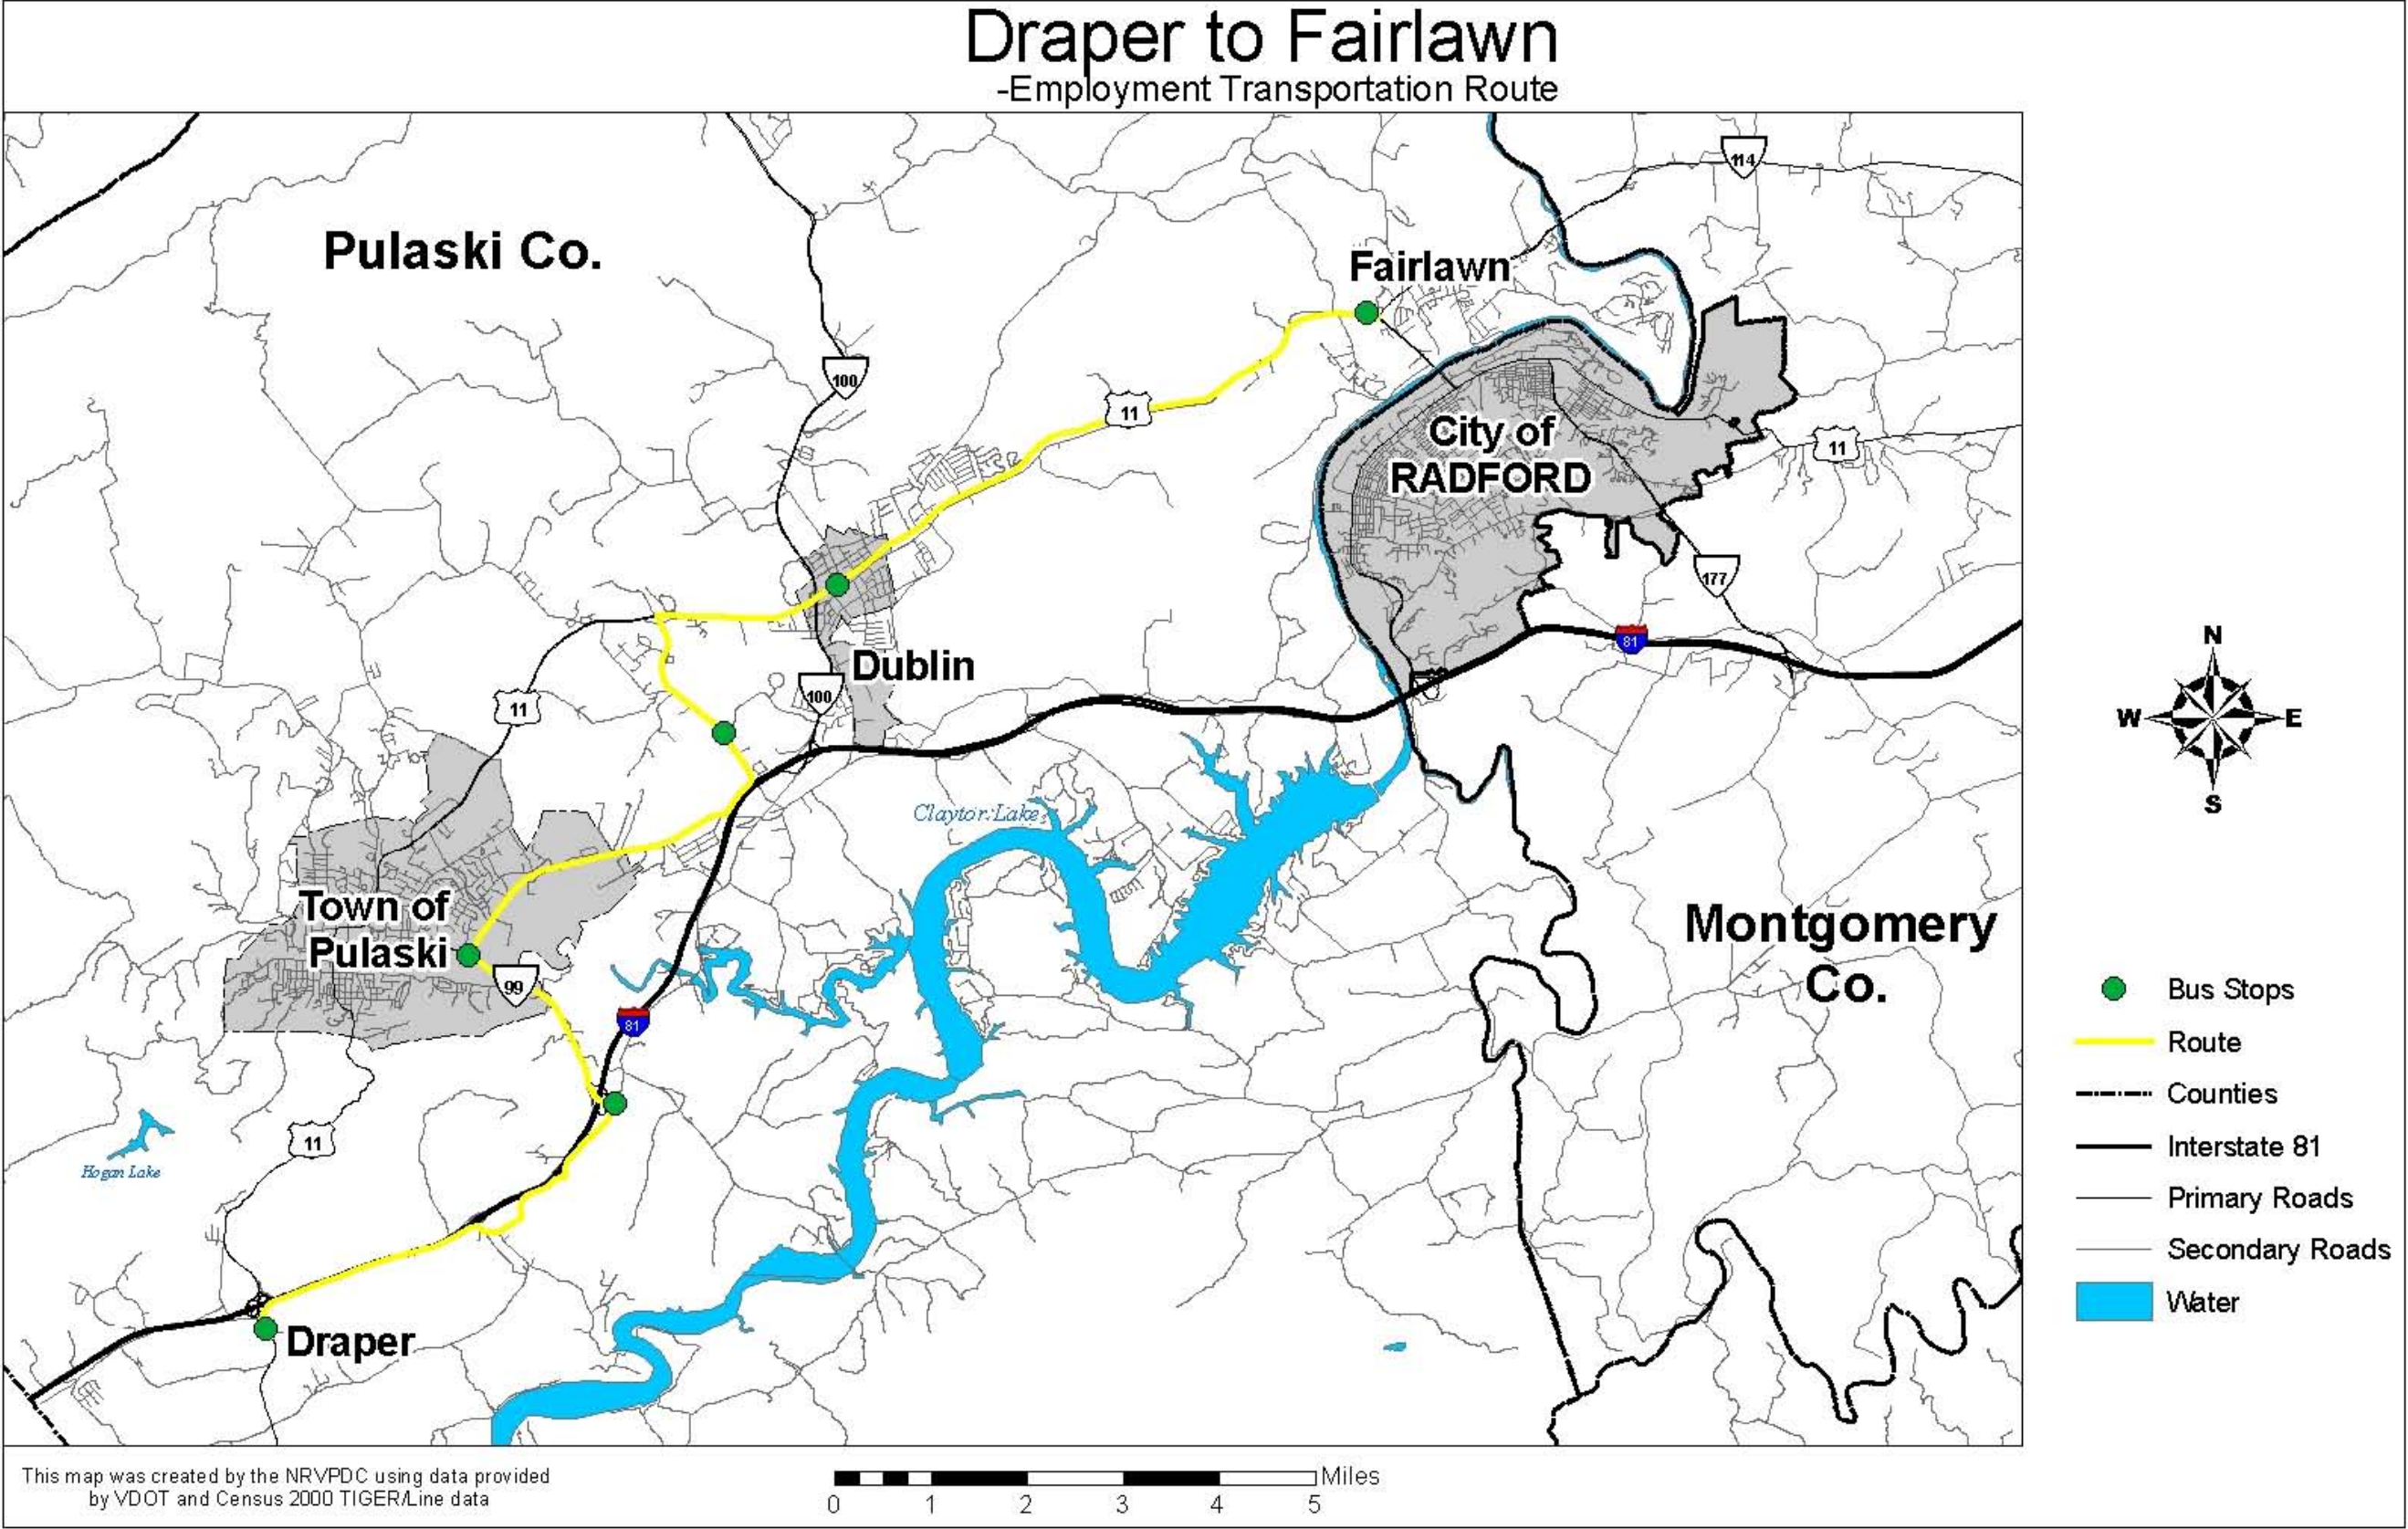 Draper to Fairlawn
-Employment Transportation Route
114
Pulaski Co.
Fairlawn
100
11
City of
RADFORD
11
177
81
Dublin
100
11
Clayton Lake
Town of
Pulaski
99
81
Montgomery
Co.
11
Hogan Lake
Draper
N
W
E
S
Bus Stops
Route
Counties
Interstate 81
Primary Roads
Secondary Roads
Water
This map was created by the NRVPDC using data provided
by VDOT and Census 2000 TIGER/Line data
Miles
0 1 2 3 4 5